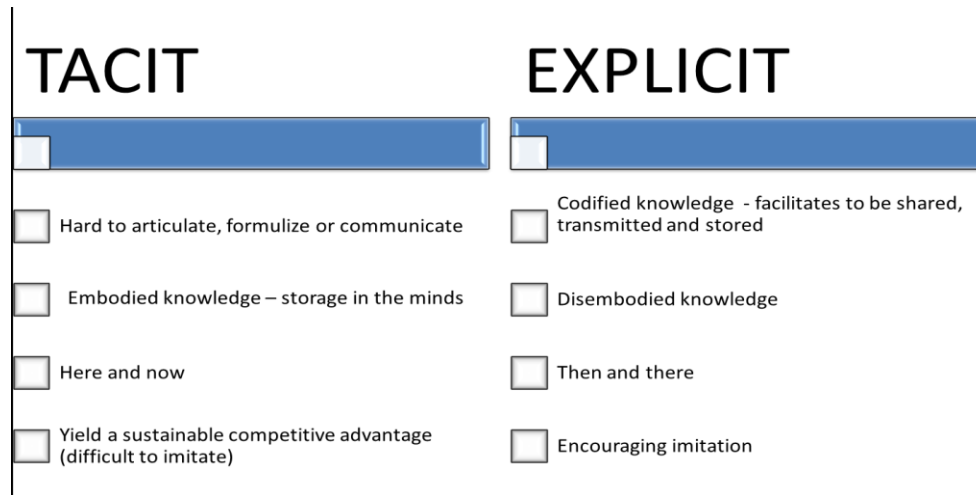 TACIT
Hard to articulate, formulize or communicate
Embodied knowledge – storage in the minds
Here and now
Yield a sustainable competitive advantage
(difficult to imitate)
EXPLICIT
Codified knowledge - facilitates to be shared,
transmitted and stored
Disembodied knowledge
Then and there
Encouraging imitation